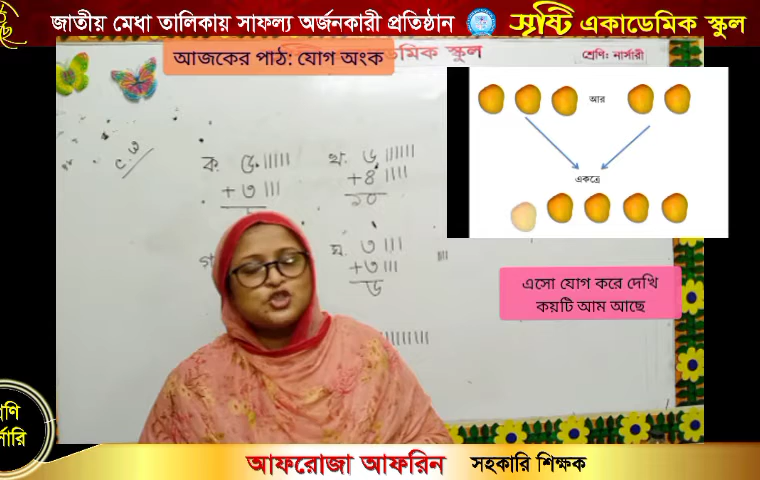 জাতীয় মেধা তালিকায় সাফল্য অর্জনকারী প্রতিষ্ঠান সৃষ্টি একাডেমিক স্কুল
আজকের পাঠ: যোগ অংক
ডেমিক স্কুল
শ্রেণি: নার্সারী
আর
একত্রে
ক. ৫
+ ৩
খ. ৬
+ ৪
১০
গ
ঘ. ৩
+ ৩
৬
এসো যোগ করে দেখি
কয়টি আম আছে
ণি
র্সারি
আফরোজা আফরিন সহকারি শিক্ষক